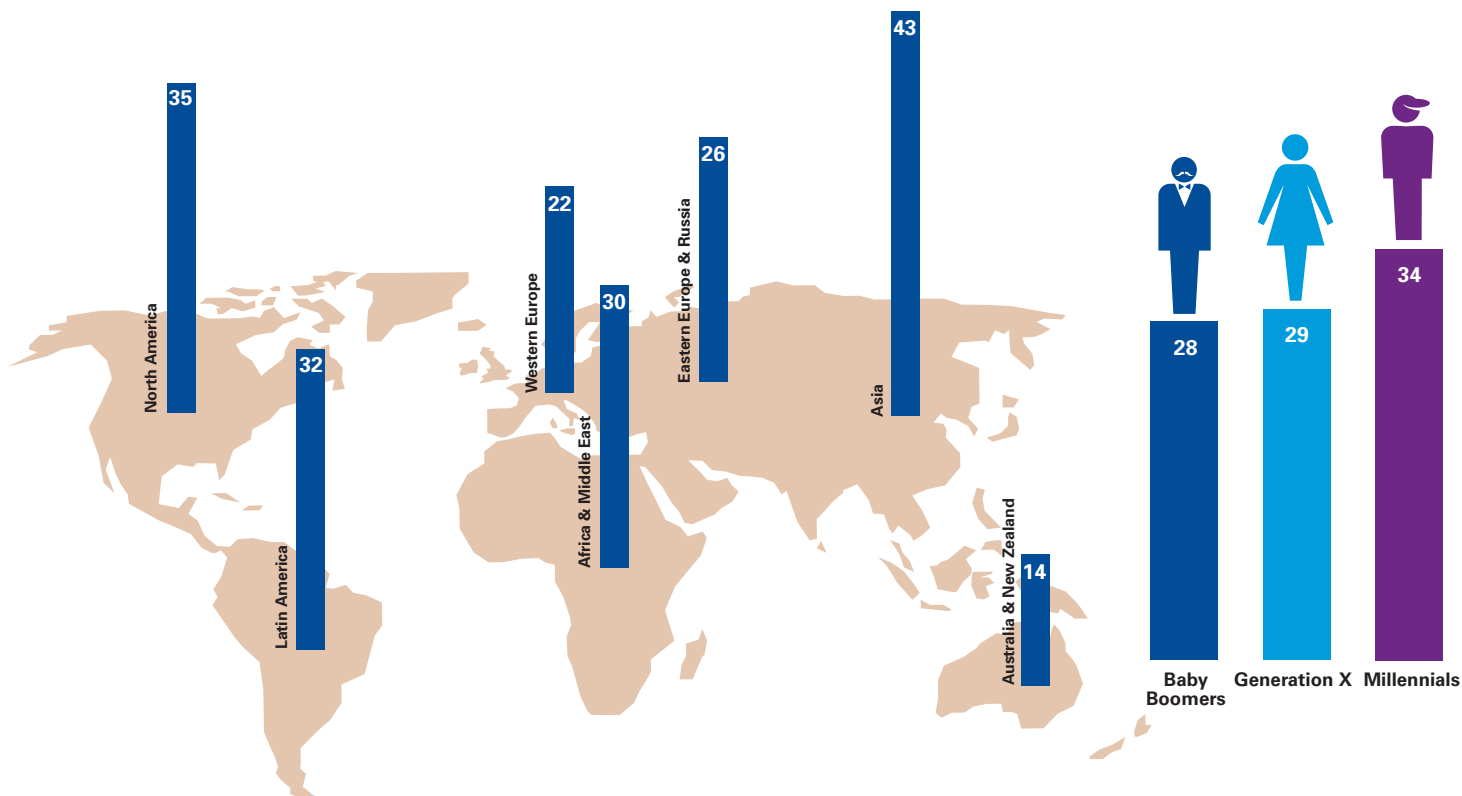 35
North America
32
Latin America
22
Western Europe
30
Africa & Middle East
26
Eastern Europe & Russia
43
Asia
14
Australia & New Zealand
28
Baby
Boomers
29
Generation X
34
Millennials